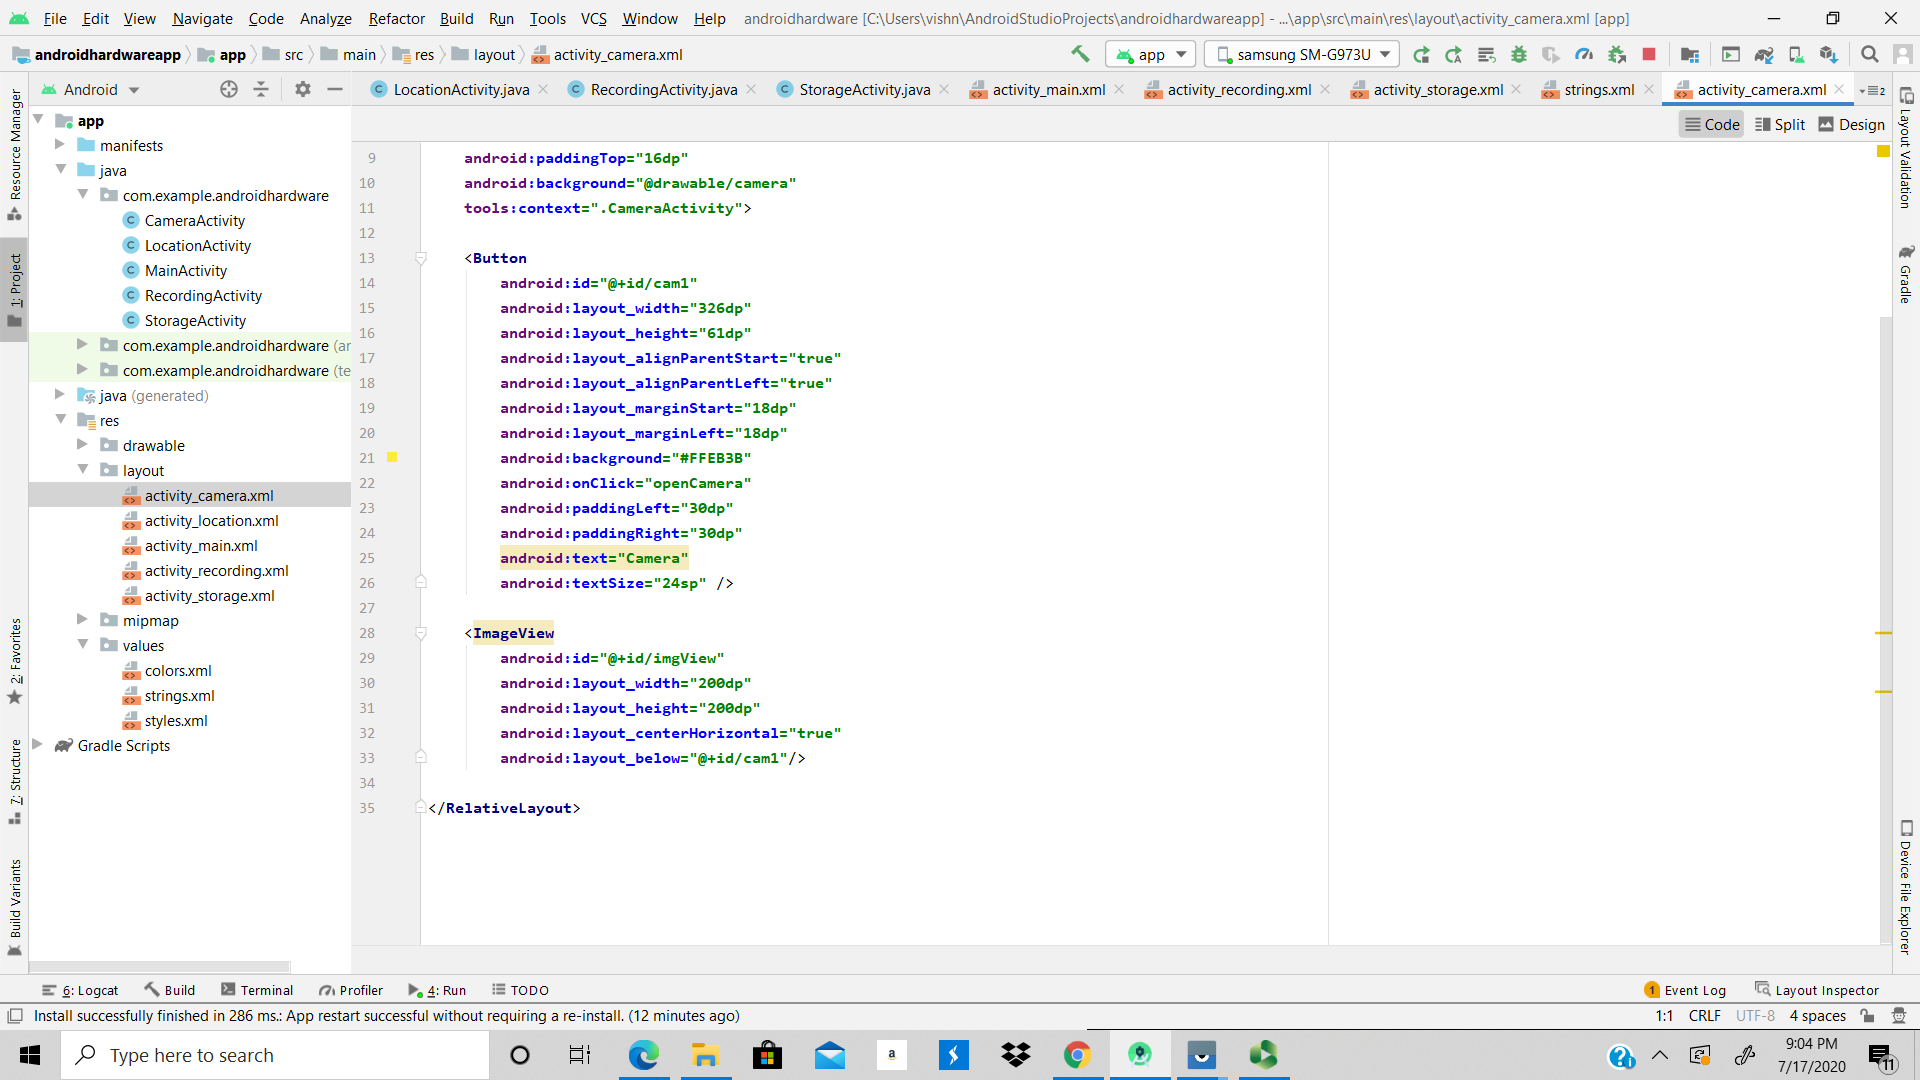 File Edit View Navigate Code Analyze Refactor Build Run Tools VCS Window Help androidhardware [C:\Users\vishn\AndroidStudioProjects\androidhardwareapp] - ...\app\src\main\res\layout\activity_camera.xml [app]
androidhardwareapp app src main res layout activity_camera.xml app samsung SM-G973U
Android LocationActivity.java RecordingActivity.java StorageActivity.java activity_main.xml activity_recording.xml activity_storage.xml strings.xml activity_camera.xml 2
Code Split Design
Resource Manager
1: Project
2: Favorites
7: Structure
Build Variants
app
manifests
java
com.example.androidhardware
CameraActivity
LocationActivity
MainActivity
RecordingActivity
StorageActivity
com.example.androidhardware (ar
com.example.androidhardware (te
java (generated)
res
drawable
layout
activity_camera.xml
activity_location.xml
activity_main.xml
activity_recording.xml
activity_storage.xml
mipmap
values
colors.xml
strings.xml
styles.xml
Gradle Scripts
9 android:paddingTop="16dp"
10 android:background="@drawable/camera"
11 tools:context=".CameraActivity">
12
13 <Button
14 android:id="@+id/cam1"
15 android:layout_width="326dp"
16 android:layout_height="61dp"
17 android:layout_alignParentStart="true"
18 android:layout_alignParentLeft="true"
19 android:layout_marginStart="18dp"
20 android:layout_marginLeft="18dp"
21 android:background="#FFEB3B"
22 android:onClick="openCamera"
23 android:paddingLeft="30dp"
24 android:paddingRight="30dp"
25 android:text="Camera"
26 android:textSize="24sp" />
27
28 <ImageView
29 android:id="@+id/imgView"
30 android:layout_width="200dp"
31 android:layout_height="200dp"
32 android:layout_centerHorizontal="true"
33 android:layout_below="@+id/cam1"/>
34
35 </RelativeLayout>
Layout Validation
Gradle
Device File Explorer
6: Logcat Build Terminal Profiler 4: Run TODO 1 Event Log Layout Inspector
Install successfully finished in 286 ms.: App restart successful without requiring a re-install. (12 minutes ago) 1:1 CRLF UTF-8 4 spaces
Type here to search
a
9:04 PM
7/17/2020
11